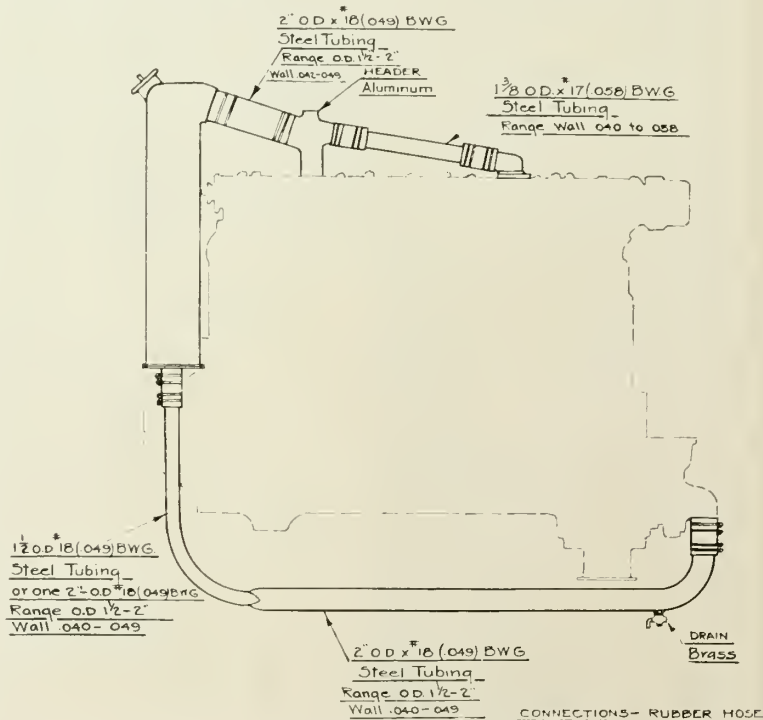 2" O D x #18 (.049) BWG
Steel Tubing
Range O.D. 1½-2"
Wall .042-.049
HEADER
Aluminum
1⅜ O.D. x #17 (.058) BWG
Steel Tubing
Range Wall 040 to 058
1½ O.D #18 (.049) BWG.
Steel Tubing
or one 2"-O.D #18 (.049) BWG
Range O.D 1½-2"
Wall .040-049
2" O D x #18 (.049) BWG
Steel Tubing
Range O.D. 1½-2"
Wall .040-049
DRAIN
Brass
CONNECTIONS- RUBBER HOSE